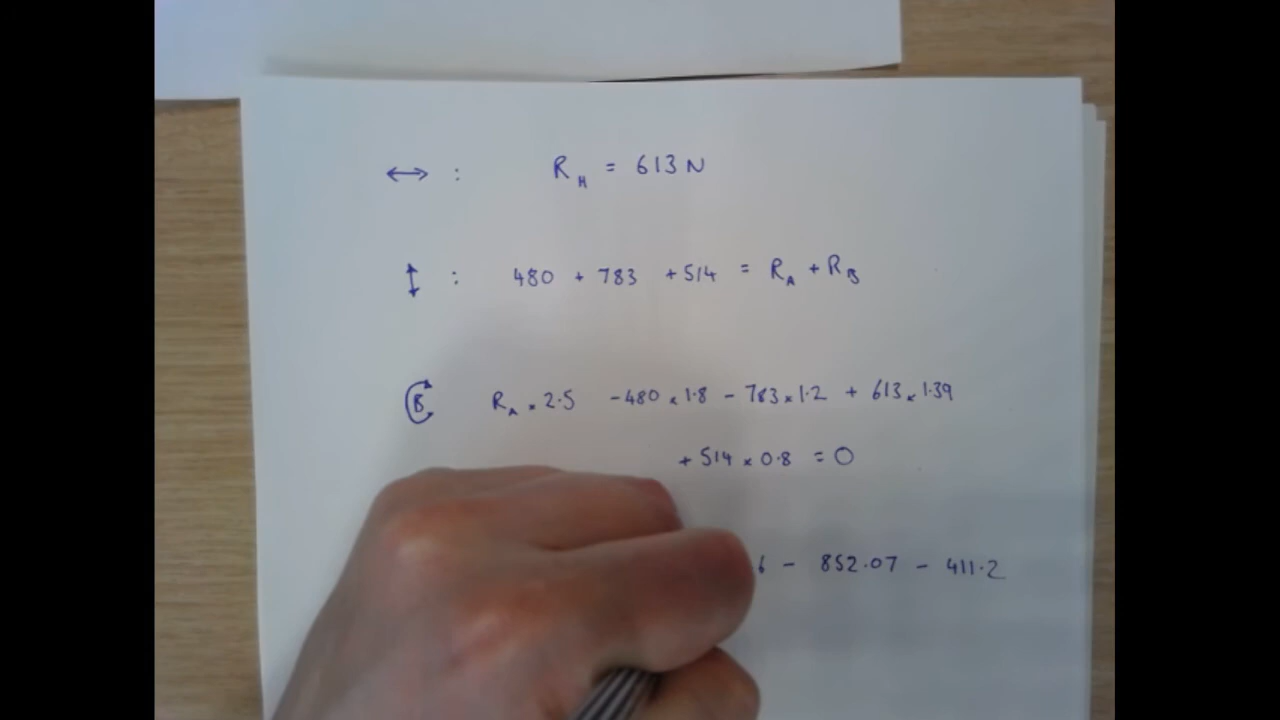 ↔ : R_H = 613 N
↕ : 480 + 783 + 514 = R_A + R_B
B R_A × 2.5 - 480 × 1.8 - 783 × 1.2 + 613 × 1.39
+ 514 × 0.8 = 0
6 - 852.07 - 411.2